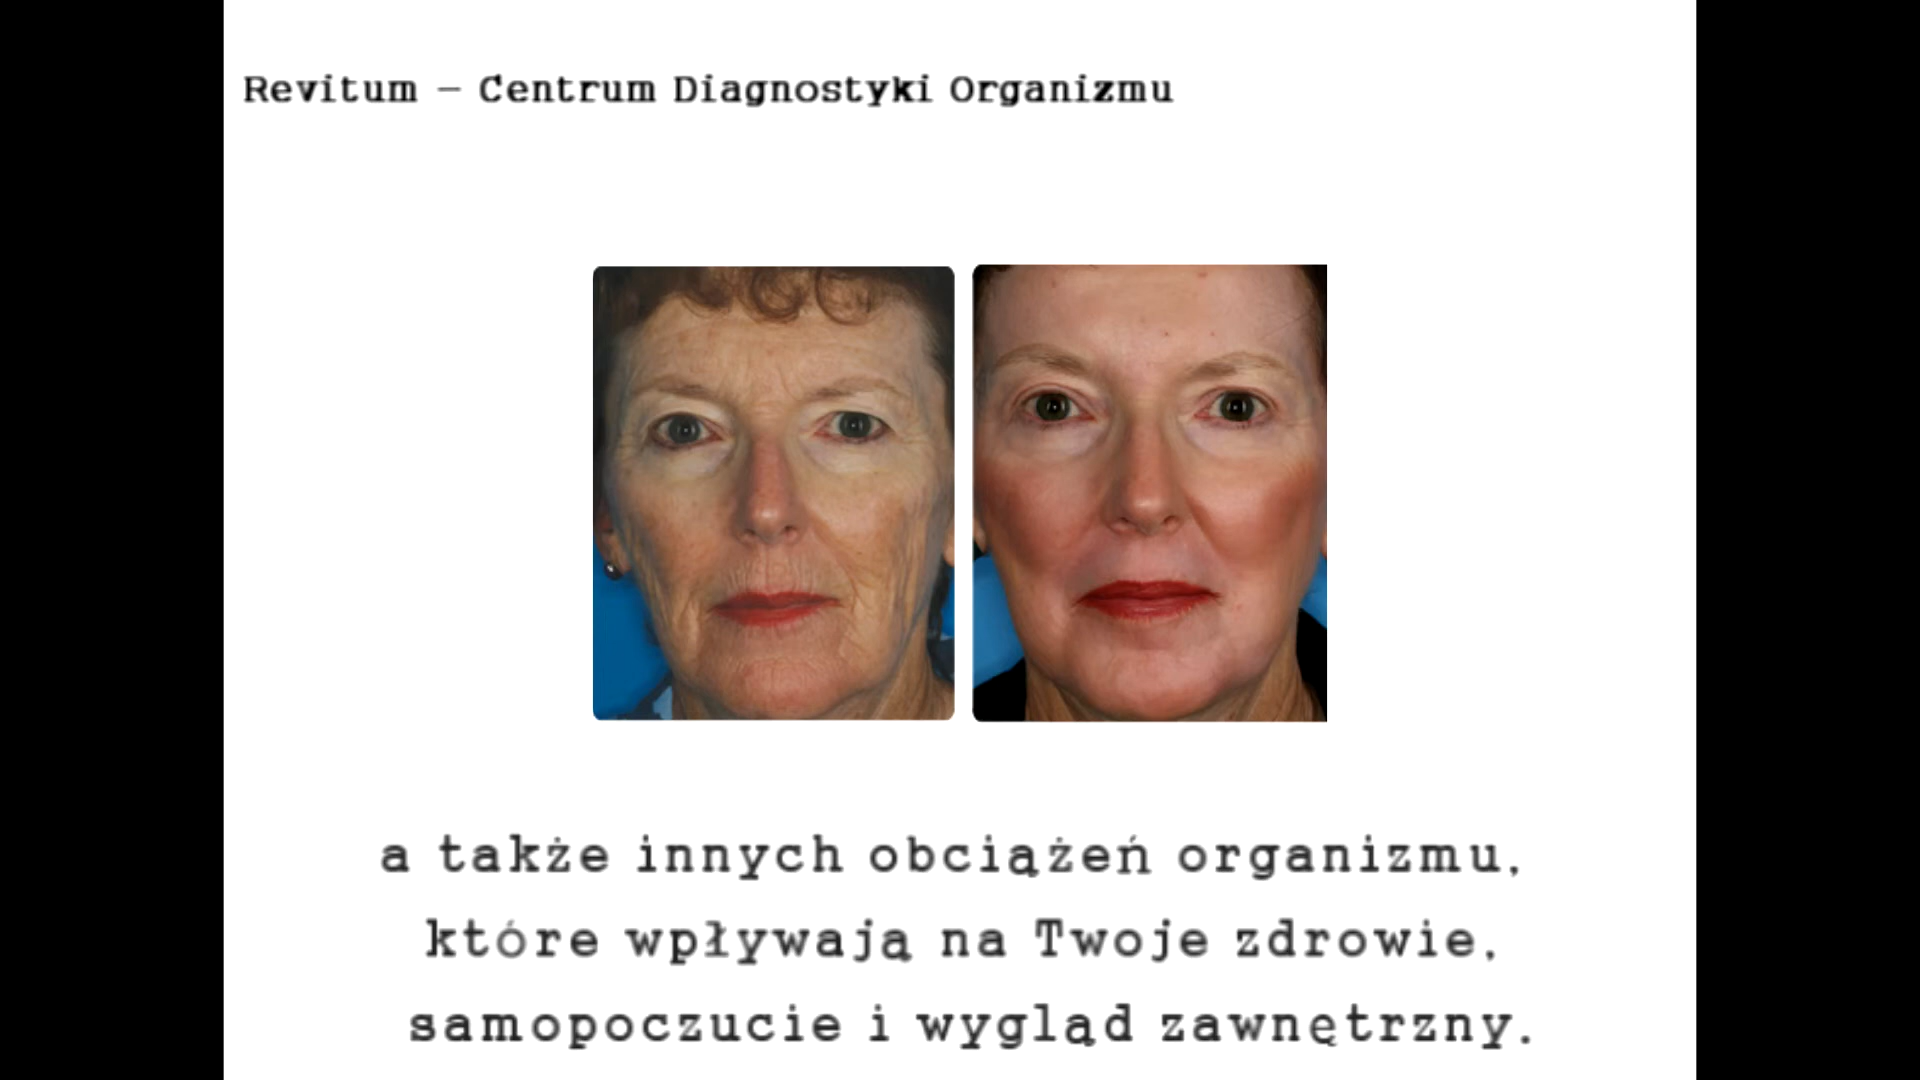 Revitum – Centrum Diagnostyki Organizmu
a także innych obciążeń organizmu,
które wpływają na Twoje zdrowie,
samopoczucie i wygląd zawnętrzny.